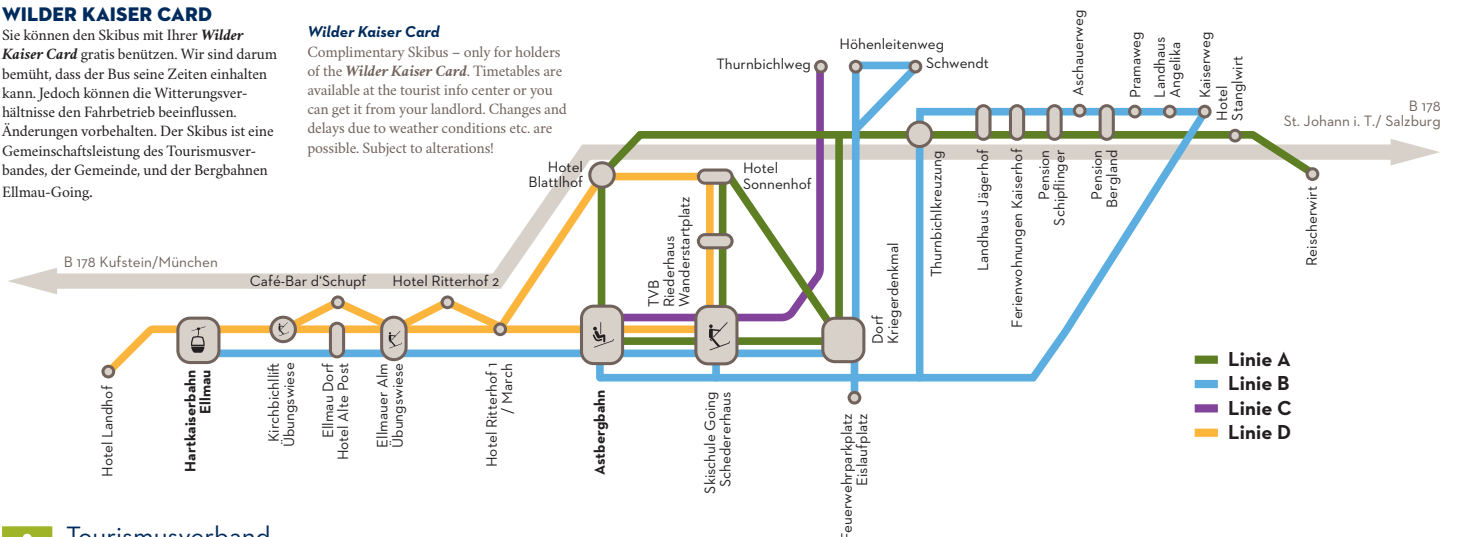 WILDER KAISER CARD
Sie können den Skibus mit Ihrer Wilder
Kaiser Card gratis benützen. Wir sind darum
bemüht, dass der Bus seine Zeiten einhalten
kann. Jedoch können die Witterungsver-
hältnisse den Fahrbetrieb beeinflussen.
Änderungen vorbehalten. Der Skibus ist eine
Gemeinschaftsleistung des Tourismusver-
bandes, der Gemeinde, und der Bergbahnen
Ellmau-Going.
Wilder Kaiser Card
Complimentary Skibus – only for holders
of the Wilder Kaiser Card. Timetables are
available at the tourist info center or you
can get it from your landlord. Changes and
delays due to weather conditions etc. are
possible. Subject to alterations!
B 178 Kufstein/München
B 178
St. Johann i. T./ Salzburg
Hotel Landhof
Hartkaiserbahn
Ellmau
Kirchbichllift
Übungswiese
Café-Bar d'Schupf
Ellmau Dorf
Hotel Alte Post
Ellmauer Alm
Übungswiese
Hotel Ritterhof 2
Hotel Ritterhof 1
/ March
Hotel
Blattlhof
Astbergbahn
TVB
Riederhaus
Wanderstartplatz
Hotel
Sonnenhof
Skischule Going
Schedererhaus
Thurnbichlweg
Höhenleitenweg
Schwendt
Dorf
Kriegerdenkmal
Feuerwehrparkplatz
Eislaufplatz
Thurnbichlkreuzung
Landhaus Jägerhof
Ferienwohnungen Kaiserhof
Pension
Schipflinger
Aschauerweg
Pension
Bergland
Pramaweg
Landhaus
Angelika
Kaiserweg
Hotel
Stanglwirt
Reischerwirt
Linie A
Linie B
Linie C
Linie D
Tourismusverband